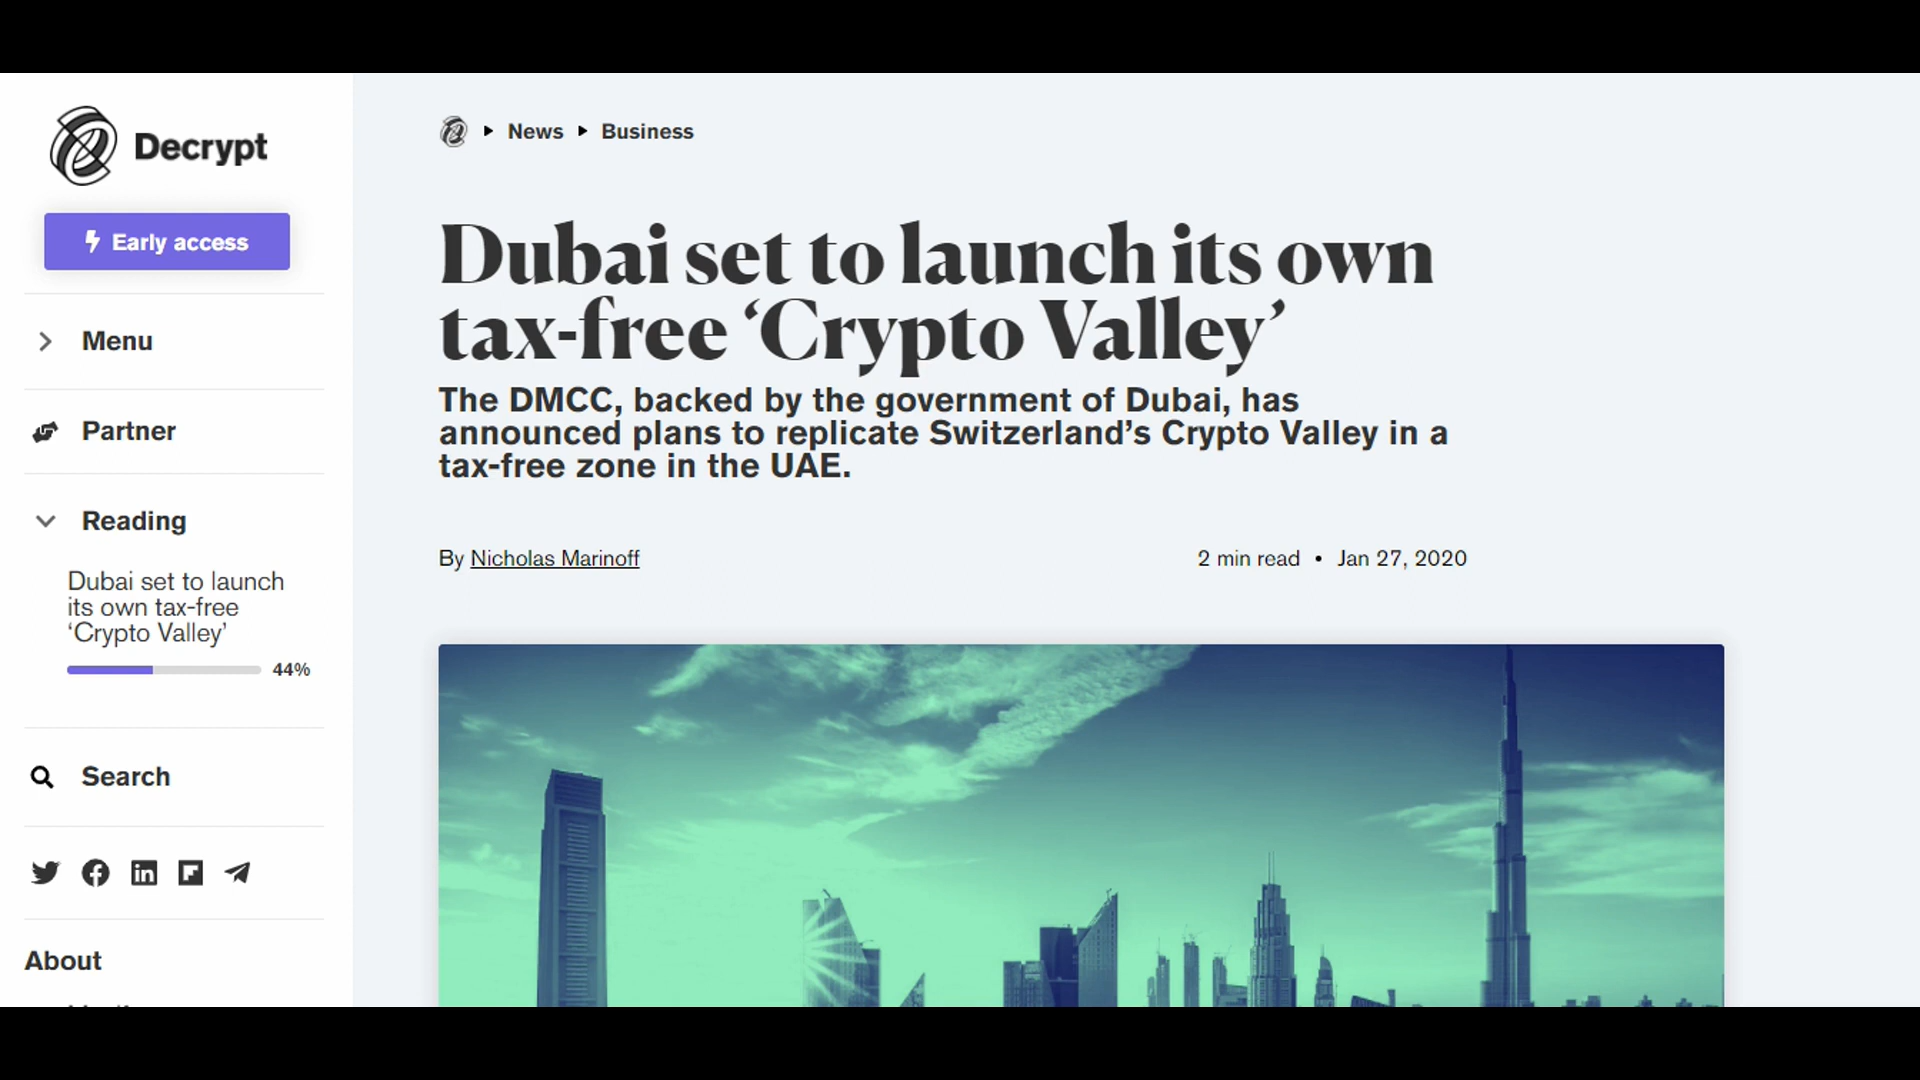 Decrypt
Early access
Menu
Partner
Reading
Dubai set to launch
its own tax-free
‘Crypto Valley’
44%
Search
About
News
Business
Dubai set to launch its own
tax-free ‘Crypto Valley’
The DMCC, backed by the government of Dubai, has
announced plans to replicate Switzerland’s Crypto Valley in a
tax-free zone in the UAE.
By Nicholas Marinoff
2 min read • Jan 27, 2020